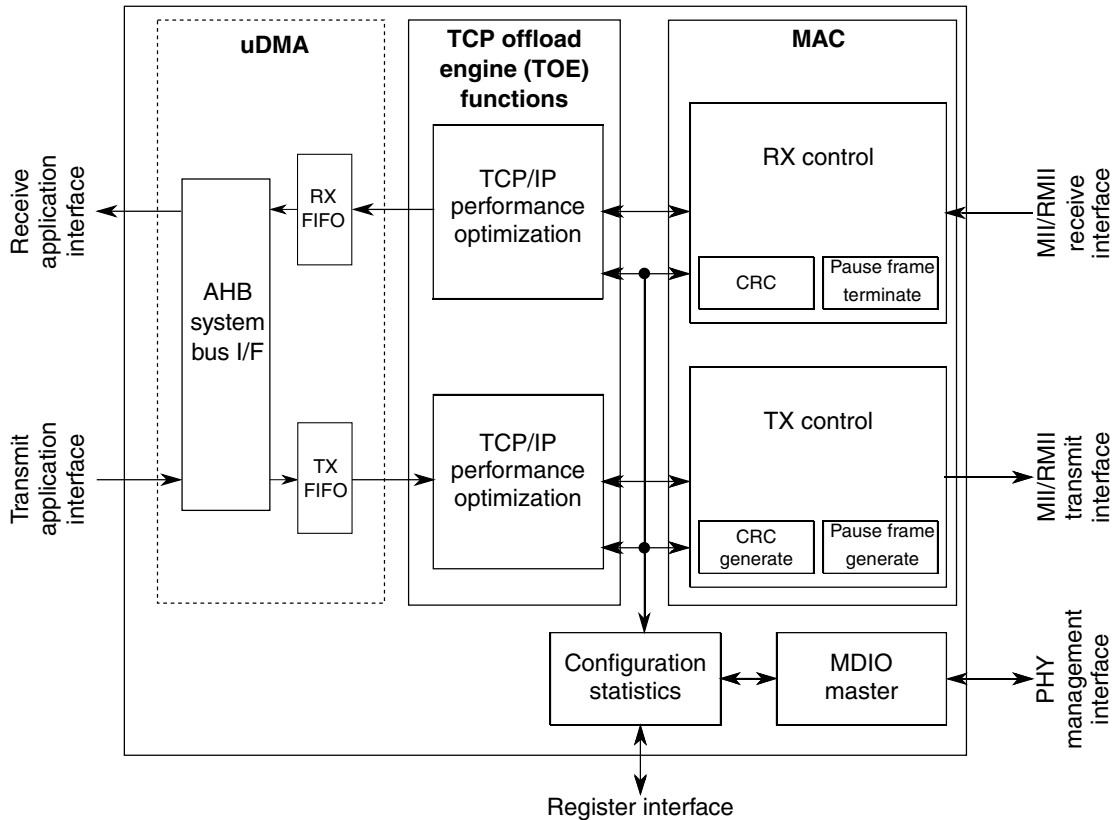 uDMA
TCP offload
engine (TOE)
functions
MAC
Receive
application
interface
AHB
system
bus I/F
RX
FIFO
TCP/IP
performance
optimization
RX control
CRC
Pause frame
terminate
MII/RMII
receive
interface
Transmit
application
interface
TX
FIFO
TCP/IP
performance
optimization
TX control
CRC
generate
Pause frame
generate
MII/RMII
transmit
interface
Configuration
statistics
MDIO
master
PHY
management
interface
Register interface